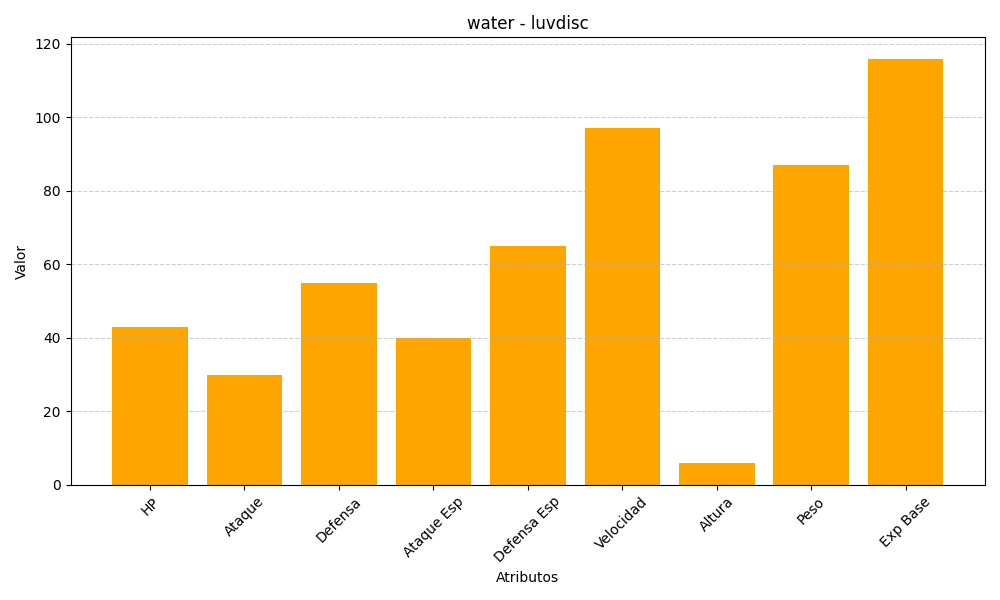 water - luvdisc
Valor
120
100
80
60
40
20
0
HP
Ataque
Defensa
Ataque Esp
Defensa Esp
Velocidad
Altura
Peso
Exp Base
Atributos